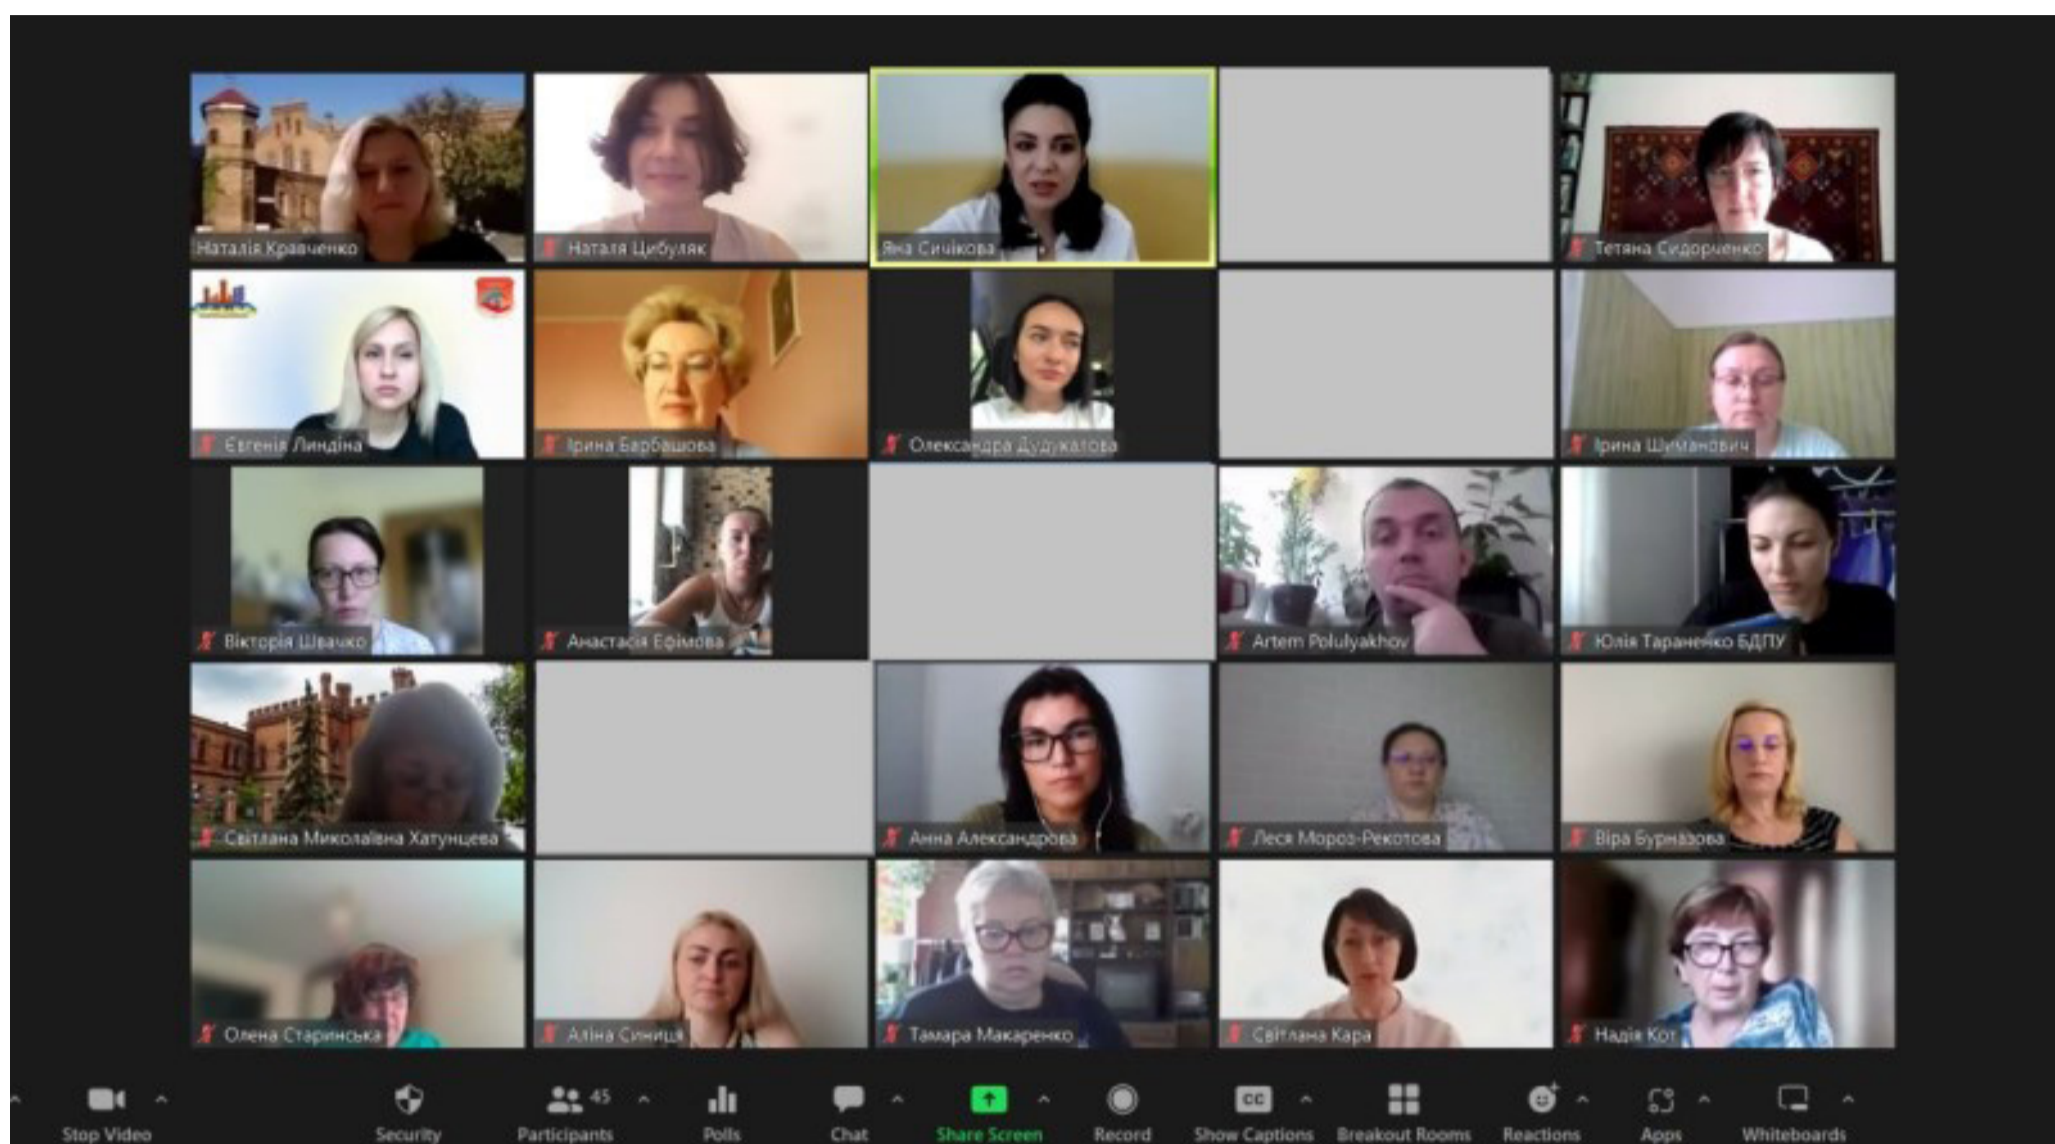 Наталія Кравченко
Наталя Цибуляк
Яна Сичікова
Тетяна Сидорченко
Євгенія Линдіна
Ірина Барбашова
Олександра Дудукалова
Ірина Шиманович
Вікторія Швачко
Анастасія Ефімова
Artem Polulyakhov
Юлія Тараненко БДПУ
Світлана Миколаївна Хатунцева
Анна Александрова
Леся Мороз-Рекотова
Віра Бурназова
Олена Старинська
Аліна Синиця
Тамара Макаренко
Світлана Кара
Надія Кот
45
CC
Stop Video
Security
Participants
Polls
Chat
Share Screen
Record
Show Captions
Breakout Rooms
Reactions
Apps
Whiteboards